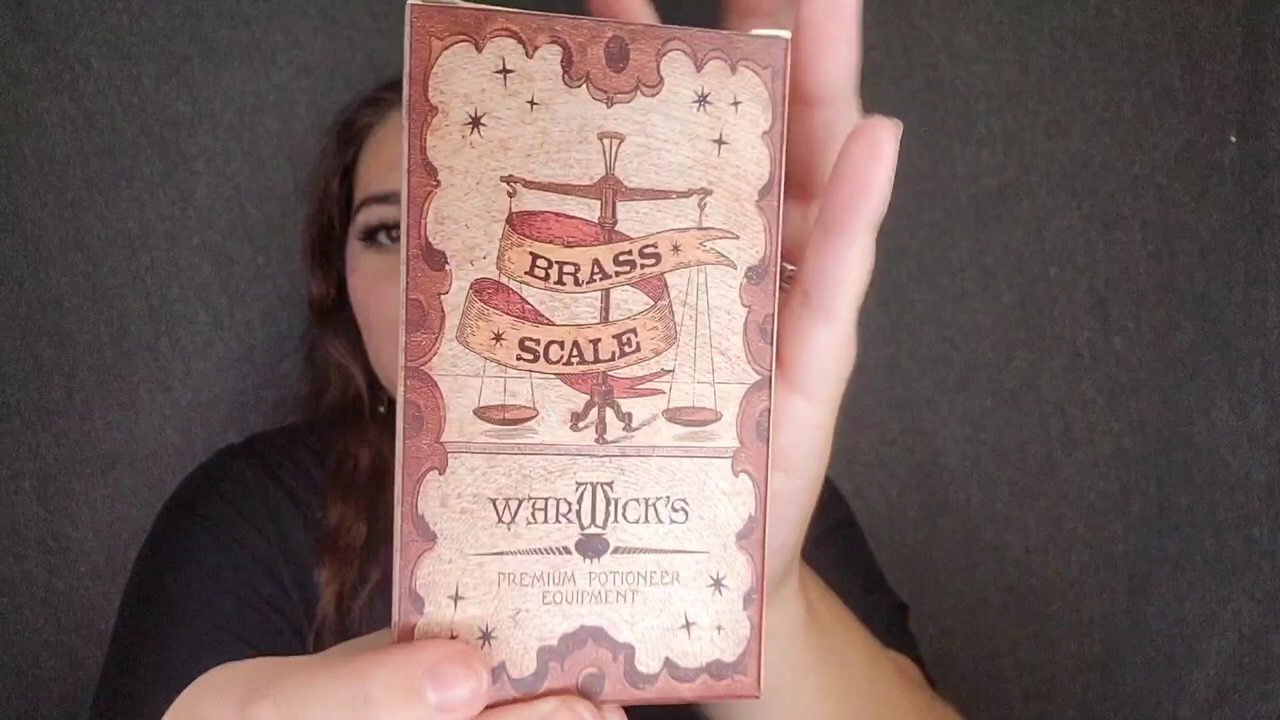 BRASS
SCALE
WARWICK'S
PREMIUM POTIONEER
EQUIPMENT